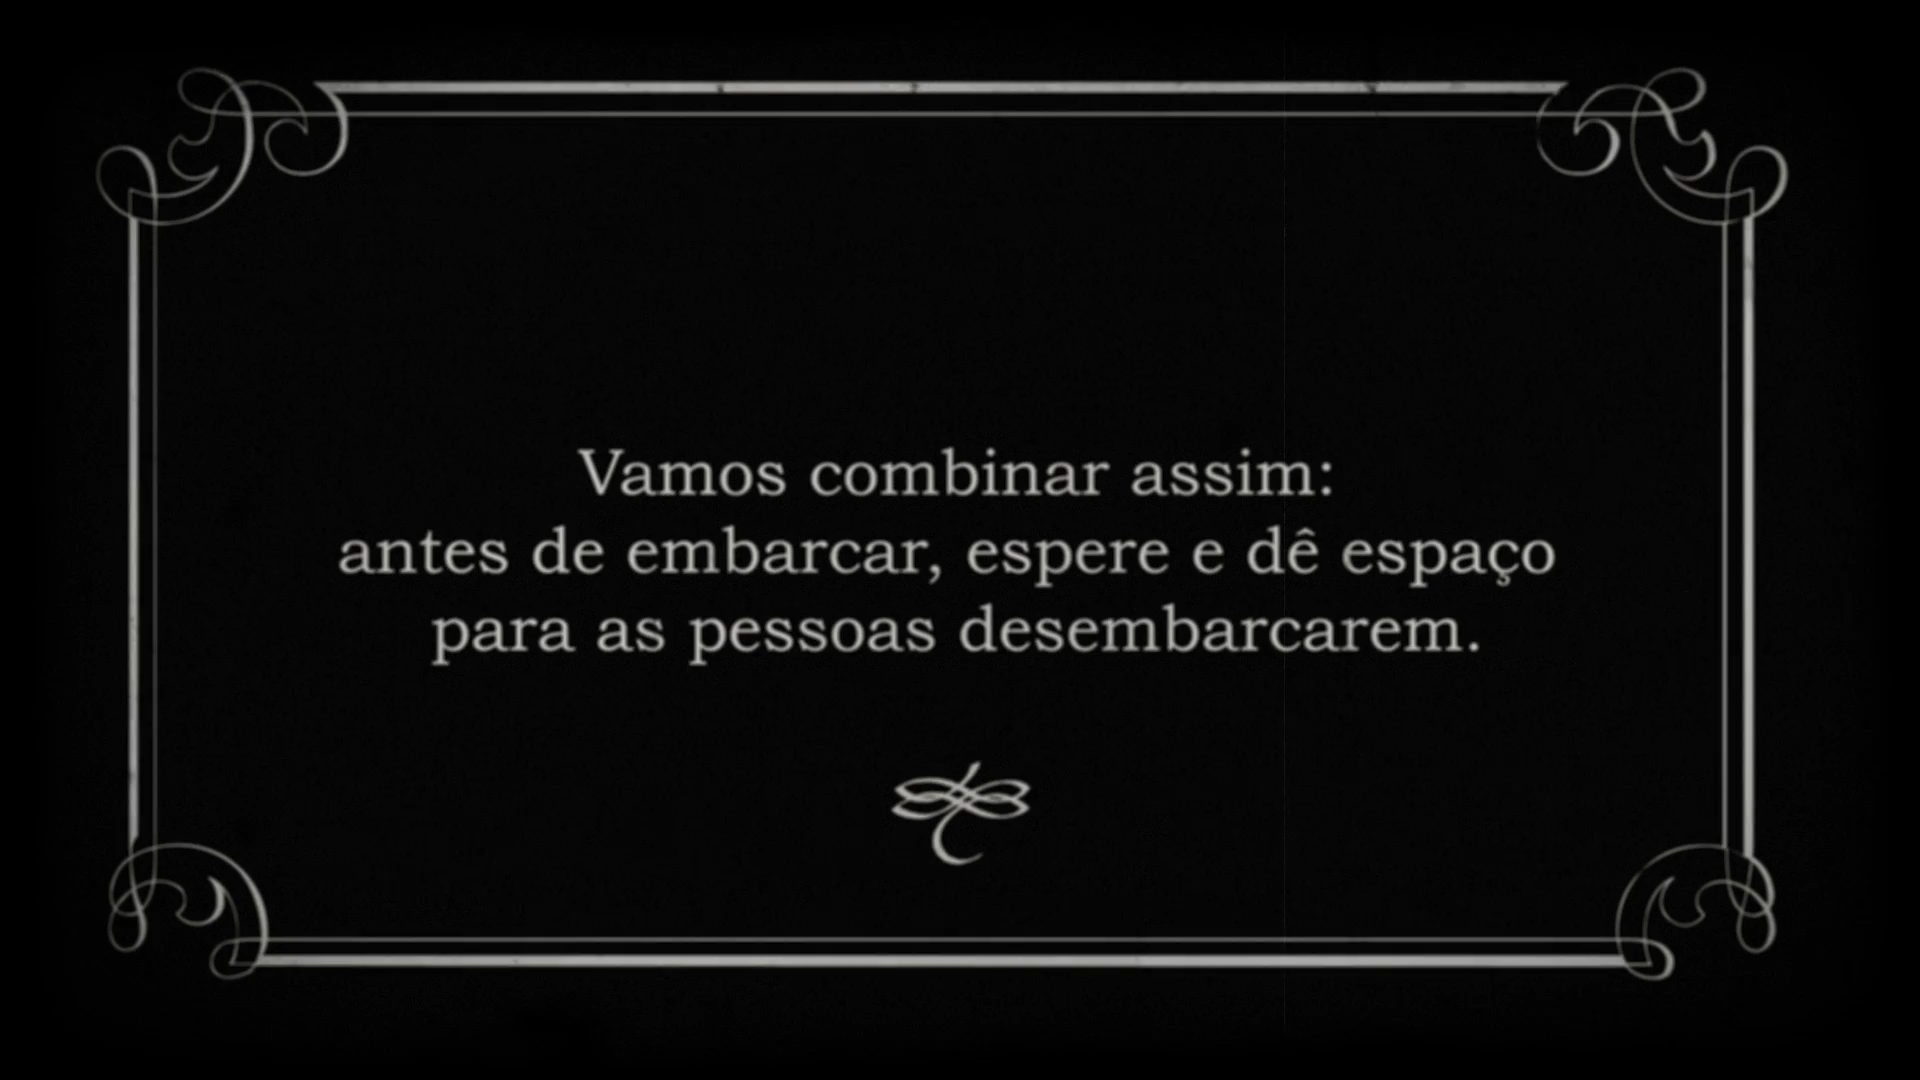 Vamos combinar assim:
antes de embarcar, espere e dê espaço
para as pessoas desembarcarem.